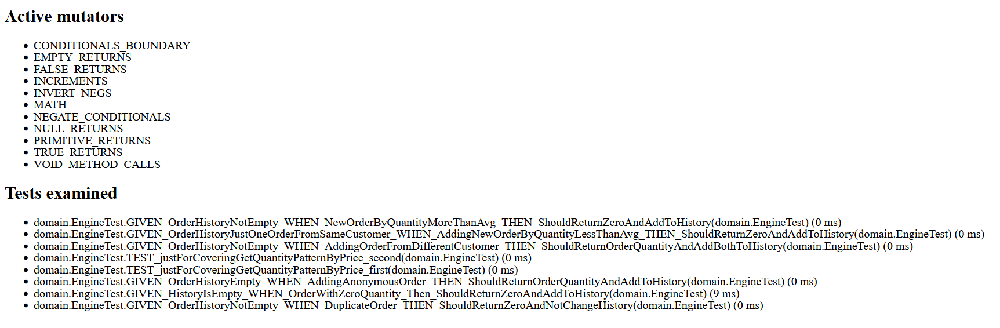 Active mutators
• CONDITIONALS_BOUNDARY
• EMPTY_RETURNS
• FALSE_RETURNS
• INCREMENTS
• INVERT_NEGS
• MATH
• NEGATE_CONDITIONALS
• NULL_RETURNS
• PRIMITIVE_RETURNS
• TRUE_RETURNS
• VOID_METHOD_CALLS
Tests examined
• domain.EngineTest.GIVEN_OrderHistoryNotEmpty_WHEN_NewOrderByQuantityMoreThanAvg_THEN_ShouldReturnZeroAndAddToHistory(domain.EngineTest) (0 ms)
• domain.EngineTest.GIVEN_OrderHistoryJustOneOrderFromSameCustomer_WHEN_AddingNewOrderByQuantityLessThanAvg_THEN_ShouldReturnZeroAndAddToHistory(domain.EngineTest) (0 ms)
• domain.EngineTest.GIVEN_OrderHistoryNotEmpty_WHEN_AddingOrderFromDifferentCustomer_THEN_ShouldReturnOrderQuantityAndAddBothToHistory(domain.EngineTest) (0 ms)
• domain.EngineTest.TEST_justForCoveringGetQuantityPatternByPrice_second(domain.EngineTest) (0 ms)
• domain.EngineTest.TEST_justForCoveringGetQuantityPatternByPrice_first(domain.EngineTest) (0 ms)
• domain.EngineTest.GIVEN_OrderHistoryEmpty_WHEN_AddingAnonymousOrder_THEN_ShouldReturnOrderQuantityAndAddToHistory(domain.EngineTest) (0 ms)
• domain.EngineTest.GIVEN_HistoryIsEmpty_WHEN_OrderWithZeroQuantity_Then_ShouldReturnZeroAndAddToHistory(domain.EngineTest) (9 ms)
• domain.EngineTest.GIVEN_OrderHistoryNotEmpty_WHEN_DuplicateOrder_THEN_ShouldReturnZeroAndNotChangeHistory(domain.EngineTest) (0 ms)